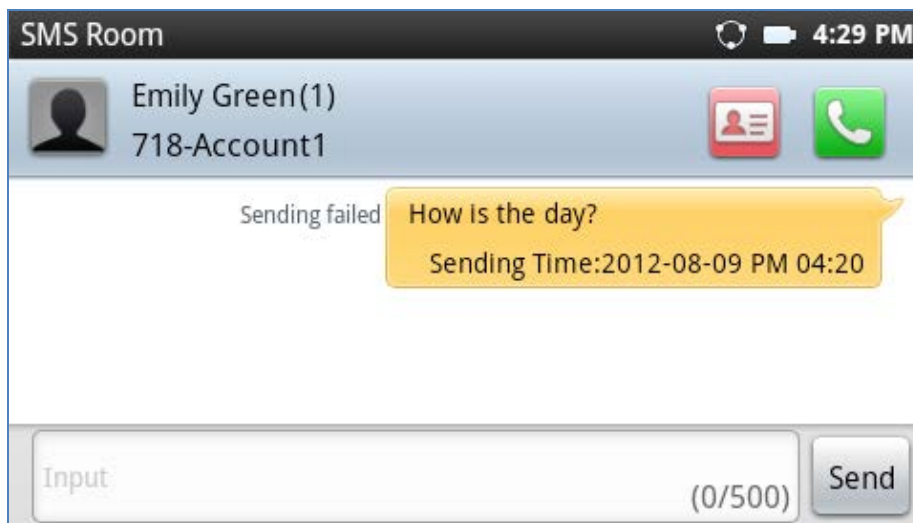 SMS Room 4:29 PM
Emily Green(1)
718-Account1
Sending failed How is the day?
Sending Time:2012-08-09 PM 04:20
Input
(0/500)
Send